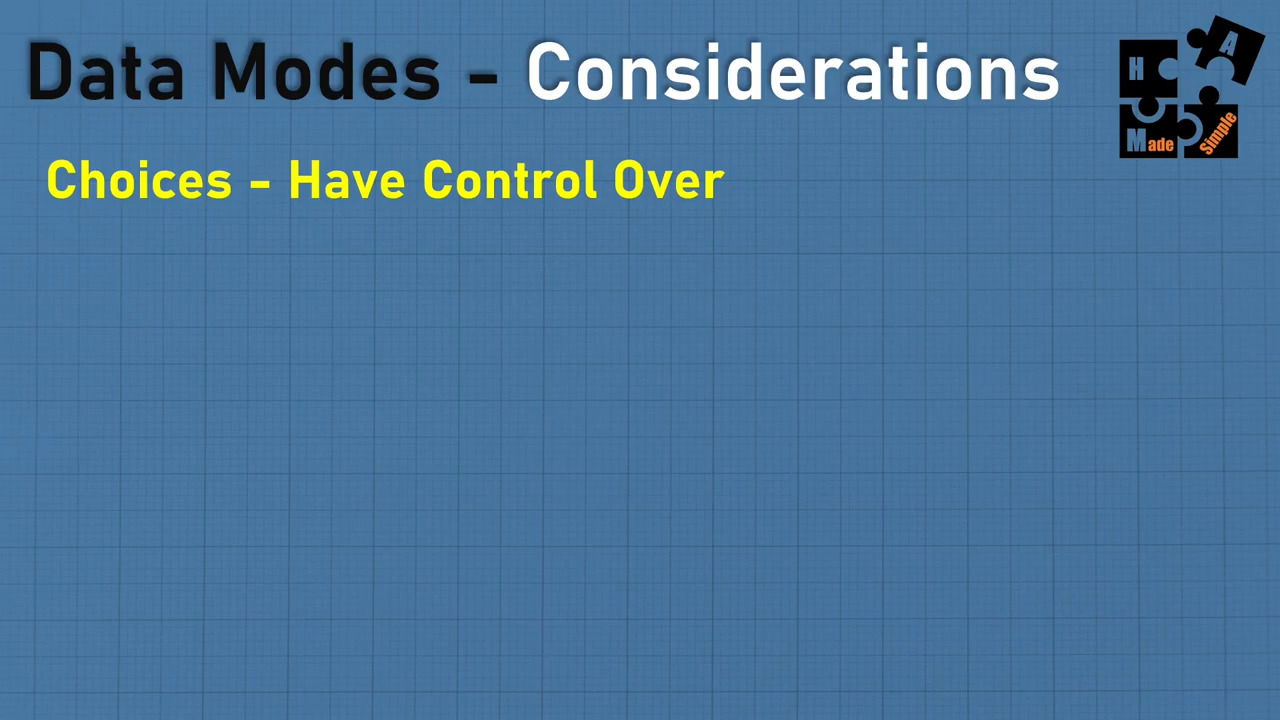 Data Modes - Considerations
H A
Made Simple
Choices - Have Control Over